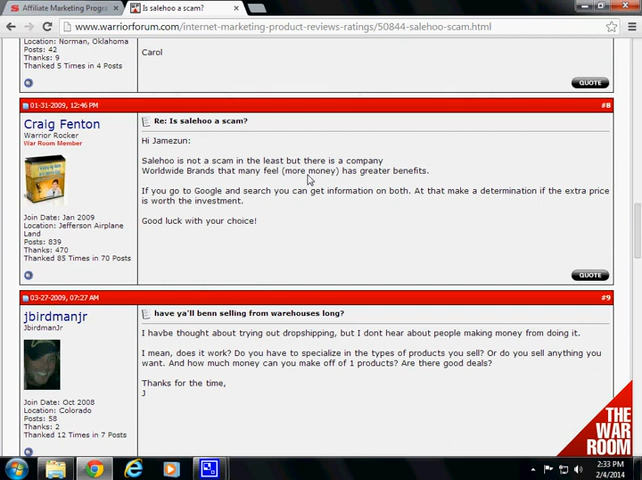 Affiliate Marketing Progra
Is salehoo a scam?
www.warriorforum.com/internet-marketing-product-reviews-ratings/50844-salehoo-scam.html
Location: Norman, Oklahoma
Posts: 42
Thanks: 9
Thanked 5 Times in 4 Posts
Carol
QUOTE
01-31-2009, 12:46 PM
#8
Craig Fenton
Warrior Rocker
War Room Member
Join Date: Jan 2009
Location: Jefferson Airplane
Land
Posts: 839
Thanks: 470
Thanked 85 Times in 70 Posts
Re: Is salehoo a scam?
Hi Jamezun:
Salehoo is not a scam in the least but there is a company
Worldwide Brands that many feel (more money) has greater benefits.
If you go to Google and search you can get information on both. At that make a determination if the extra price
is worth the investment.
Good luck with your choice!
QUOTE
03-27-2009, 07:27 AM
#9
jbirdmanjr
JbirdmanJr
Join Date: Oct 2008
Location: Colorado
Posts: 58
Thanks: 2
Thanked 12 Times in 7 Posts
have ya'll benn selling from warehouses long?
I havbe thought about trying out dropshipping, but I dont hear about people making money from doing it.
I mean, does it work? Do you have to specialize in the types of products you sell? Or do you sell anything you
want. And how much money can you make off of 1 products? Are there good deals?
Thanks for the time,
J
THE
WAR
ROOM
2:33 PM
2/4/2014